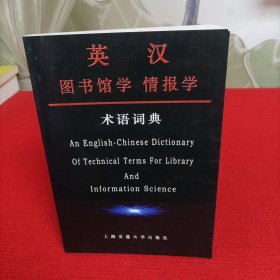 英 汉
图书馆学 情报学
术语词典
An English-Chinese Dictionary
Of Technical Terms For Library
And
Information Science
上海交通大学出版社